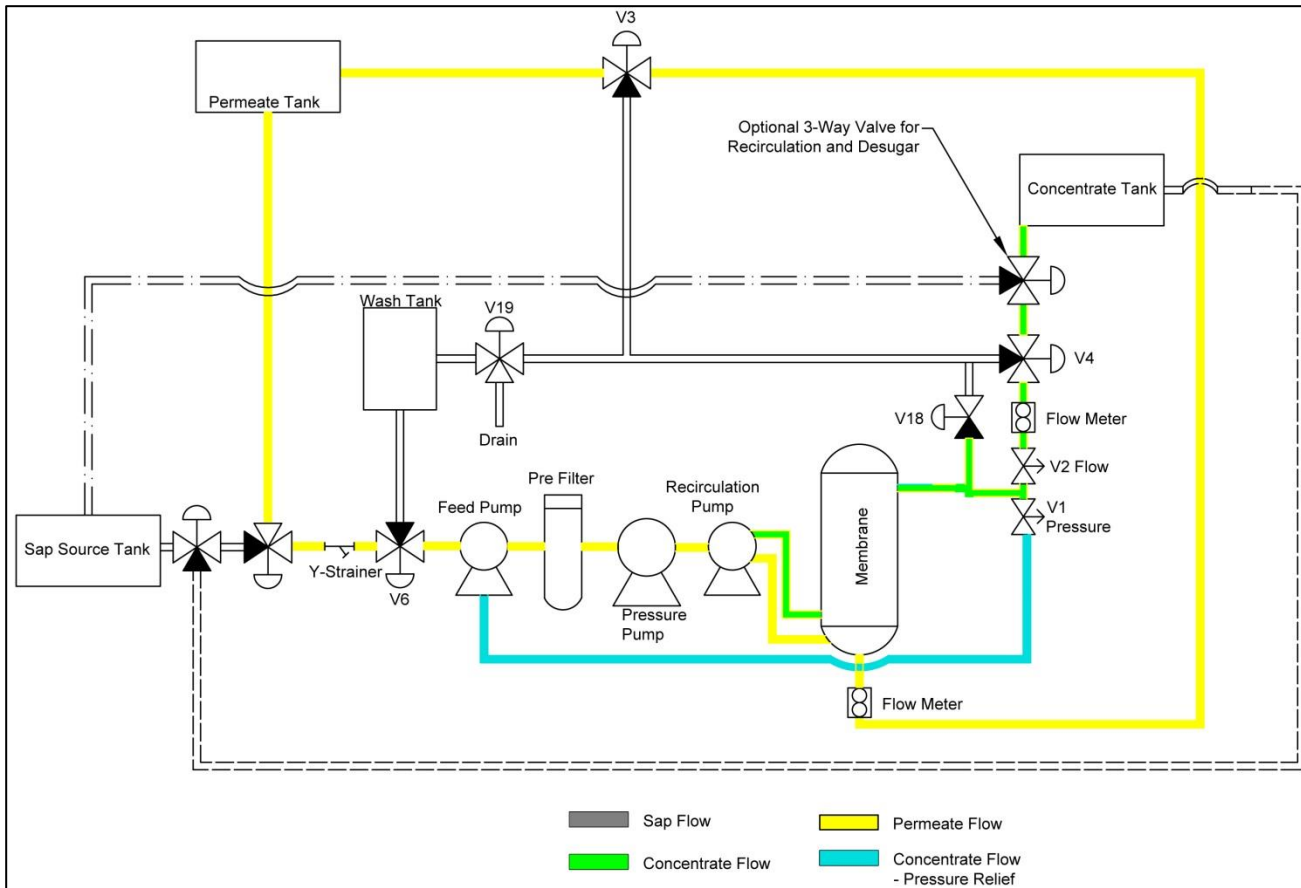 V3
Permeate Tank
Optional 3-Way Valve for
Recirculation and Desugar
Concentrate Tank
Wash Tank
V19
V4
V18
Flow Meter
Drain
V2 Flow
Pre Filter
Feed Pump
Recirculation
Pump
V1
Pressure
Sap Source Tank
Membrane
Y-Strainer
V6
Pressure
Pump
Flow Meter
Sap Flow
Permeate Flow
Concentrate Flow
Concentrate Flow
- Pressure Relief